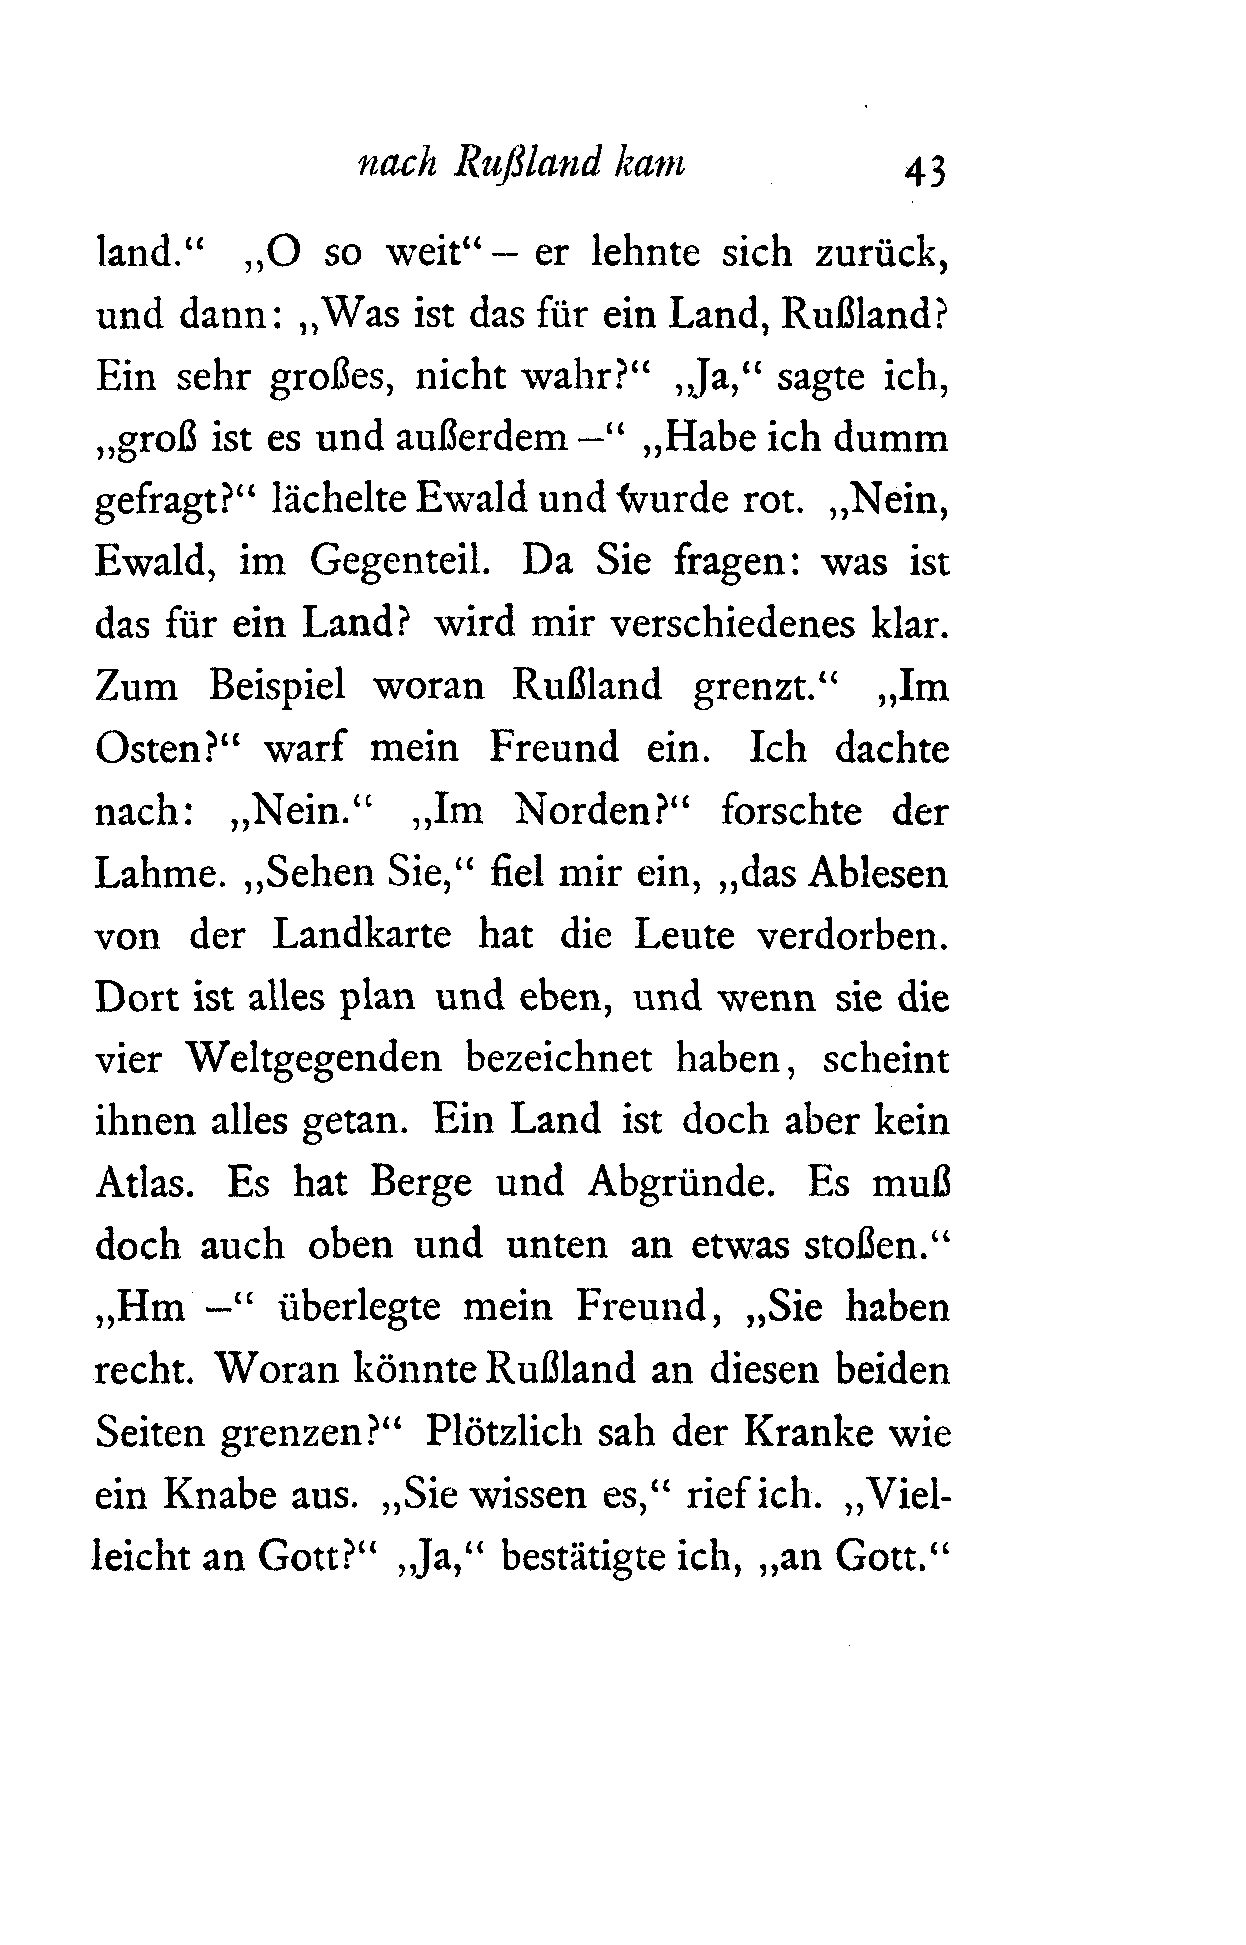 nach Rußland kam 43
land.“ „O so weit“ – er lehnte sich zurück,
und dann: „Was ist das für ein Land, Rußland?
Ein sehr großes, nicht wahr?“ „Ja,“ sagte ich,
„groß ist es und außerdem –“ „Habe ich dumm
gefragt?“ lächelte Ewald und wurde rot. „Nein,
Ewald, im Gegenteil. Da Sie fragen: was ist
das für ein Land? wird mir verschiedenes klar.
Zum Beispiel woran Rußland grenzt.“ „Im
Osten?“ warf mein Freund ein. Ich dachte
nach: „Nein.“ „Im Norden?“ forschte der
Lahme. „Sehen Sie,“ fiel mir ein, „das Ablesen
von der Landkarte hat die Leute verdorben.
Dort ist alles plan und eben, und wenn sie die
vier Weltgegenden bezeichnet haben, scheint
ihnen alles getan. Ein Land ist doch aber kein
Atlas. Es hat Berge und Abgründe. Es muß
doch auch oben und unten an etwas stoßen.“
„Hm –“ überlegte mein Freund, „Sie haben
recht. Woran könnte Rußland an diesen beiden
Seiten grenzen?“ Plötzlich sah der Kranke wie
ein Knabe aus. „Sie wissen es,“ rief ich. „Viel-
leicht an Gott?“ „Ja,“ bestätigte ich, „an Gott.“